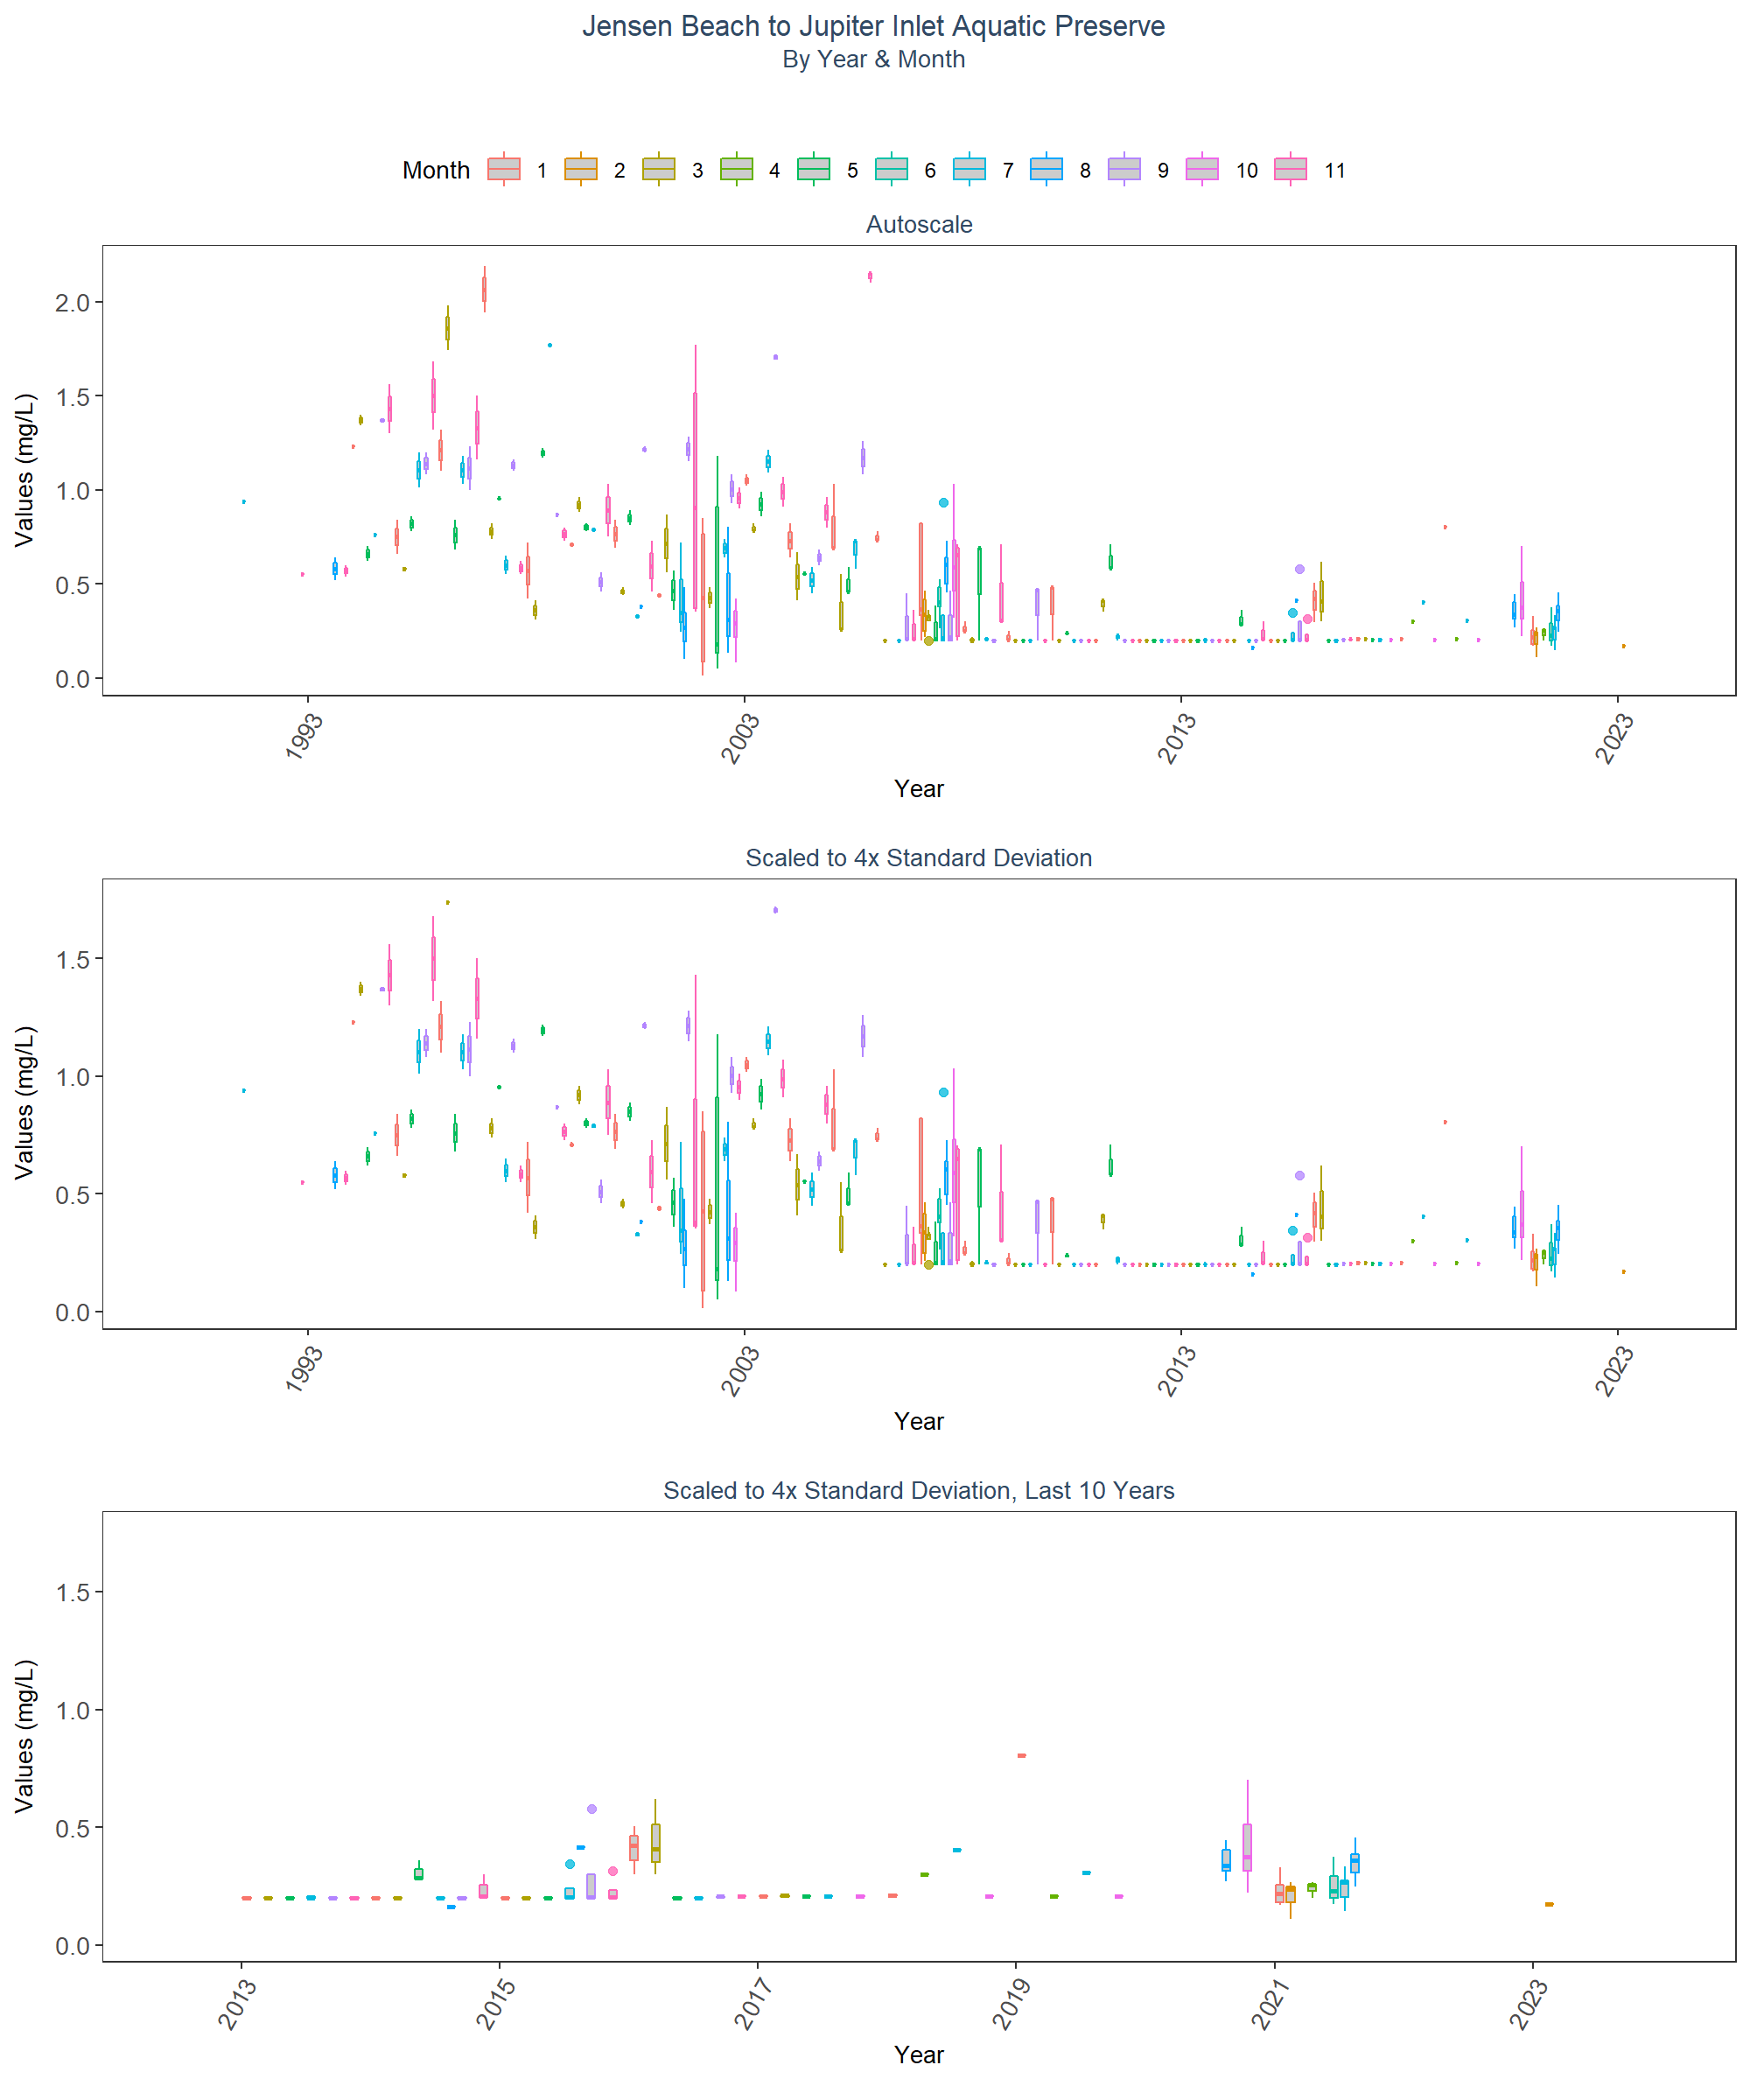 Jensen Beach to Jupiter Inlet Aquatic Preserve
By Year & Month
Month 1 2 3 4 5 6 7 8 9 10 11
Autoscale
Values (mg/L)
2.0
1.5
1.0
0.5
0.0
1993 2003 2013 2023
Year
Scaled to 4x Standard Deviation
Values (mg/L)
1.5
1.0
0.5
0.0
1993 2003 2013 2023
Year
Scaled to 4x Standard Deviation, Last 10 Years
Values (mg/L)
1.5
1.0
0.5
0.0
2013 2015 2017 2019 2021 2023
Year